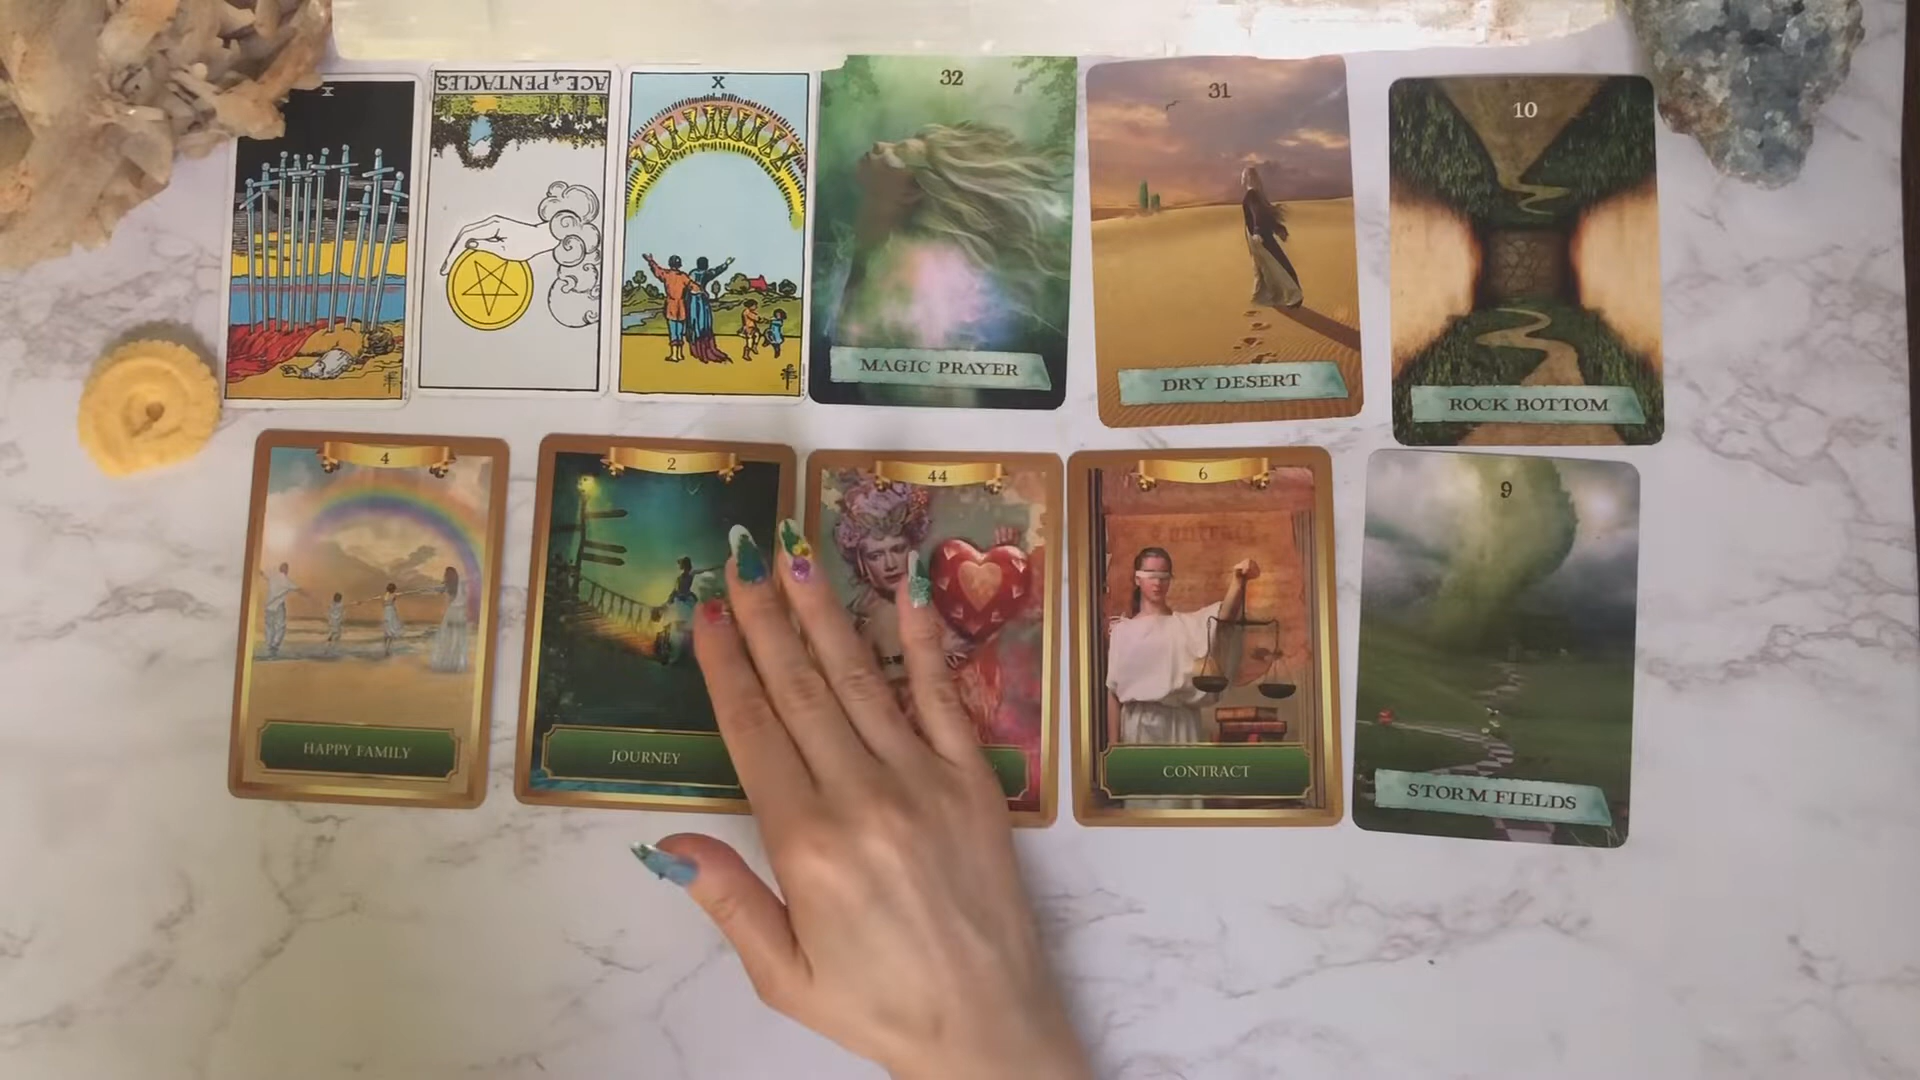 X
ACE of PENTACLES
X
32
MAGIC PRAYER
31
DRY DESERT
10
ROCK BOTTOM
4
HAPPY FAMILY
2
JOURNEY
44
6
CONTRACT
9
STORM FIELDS